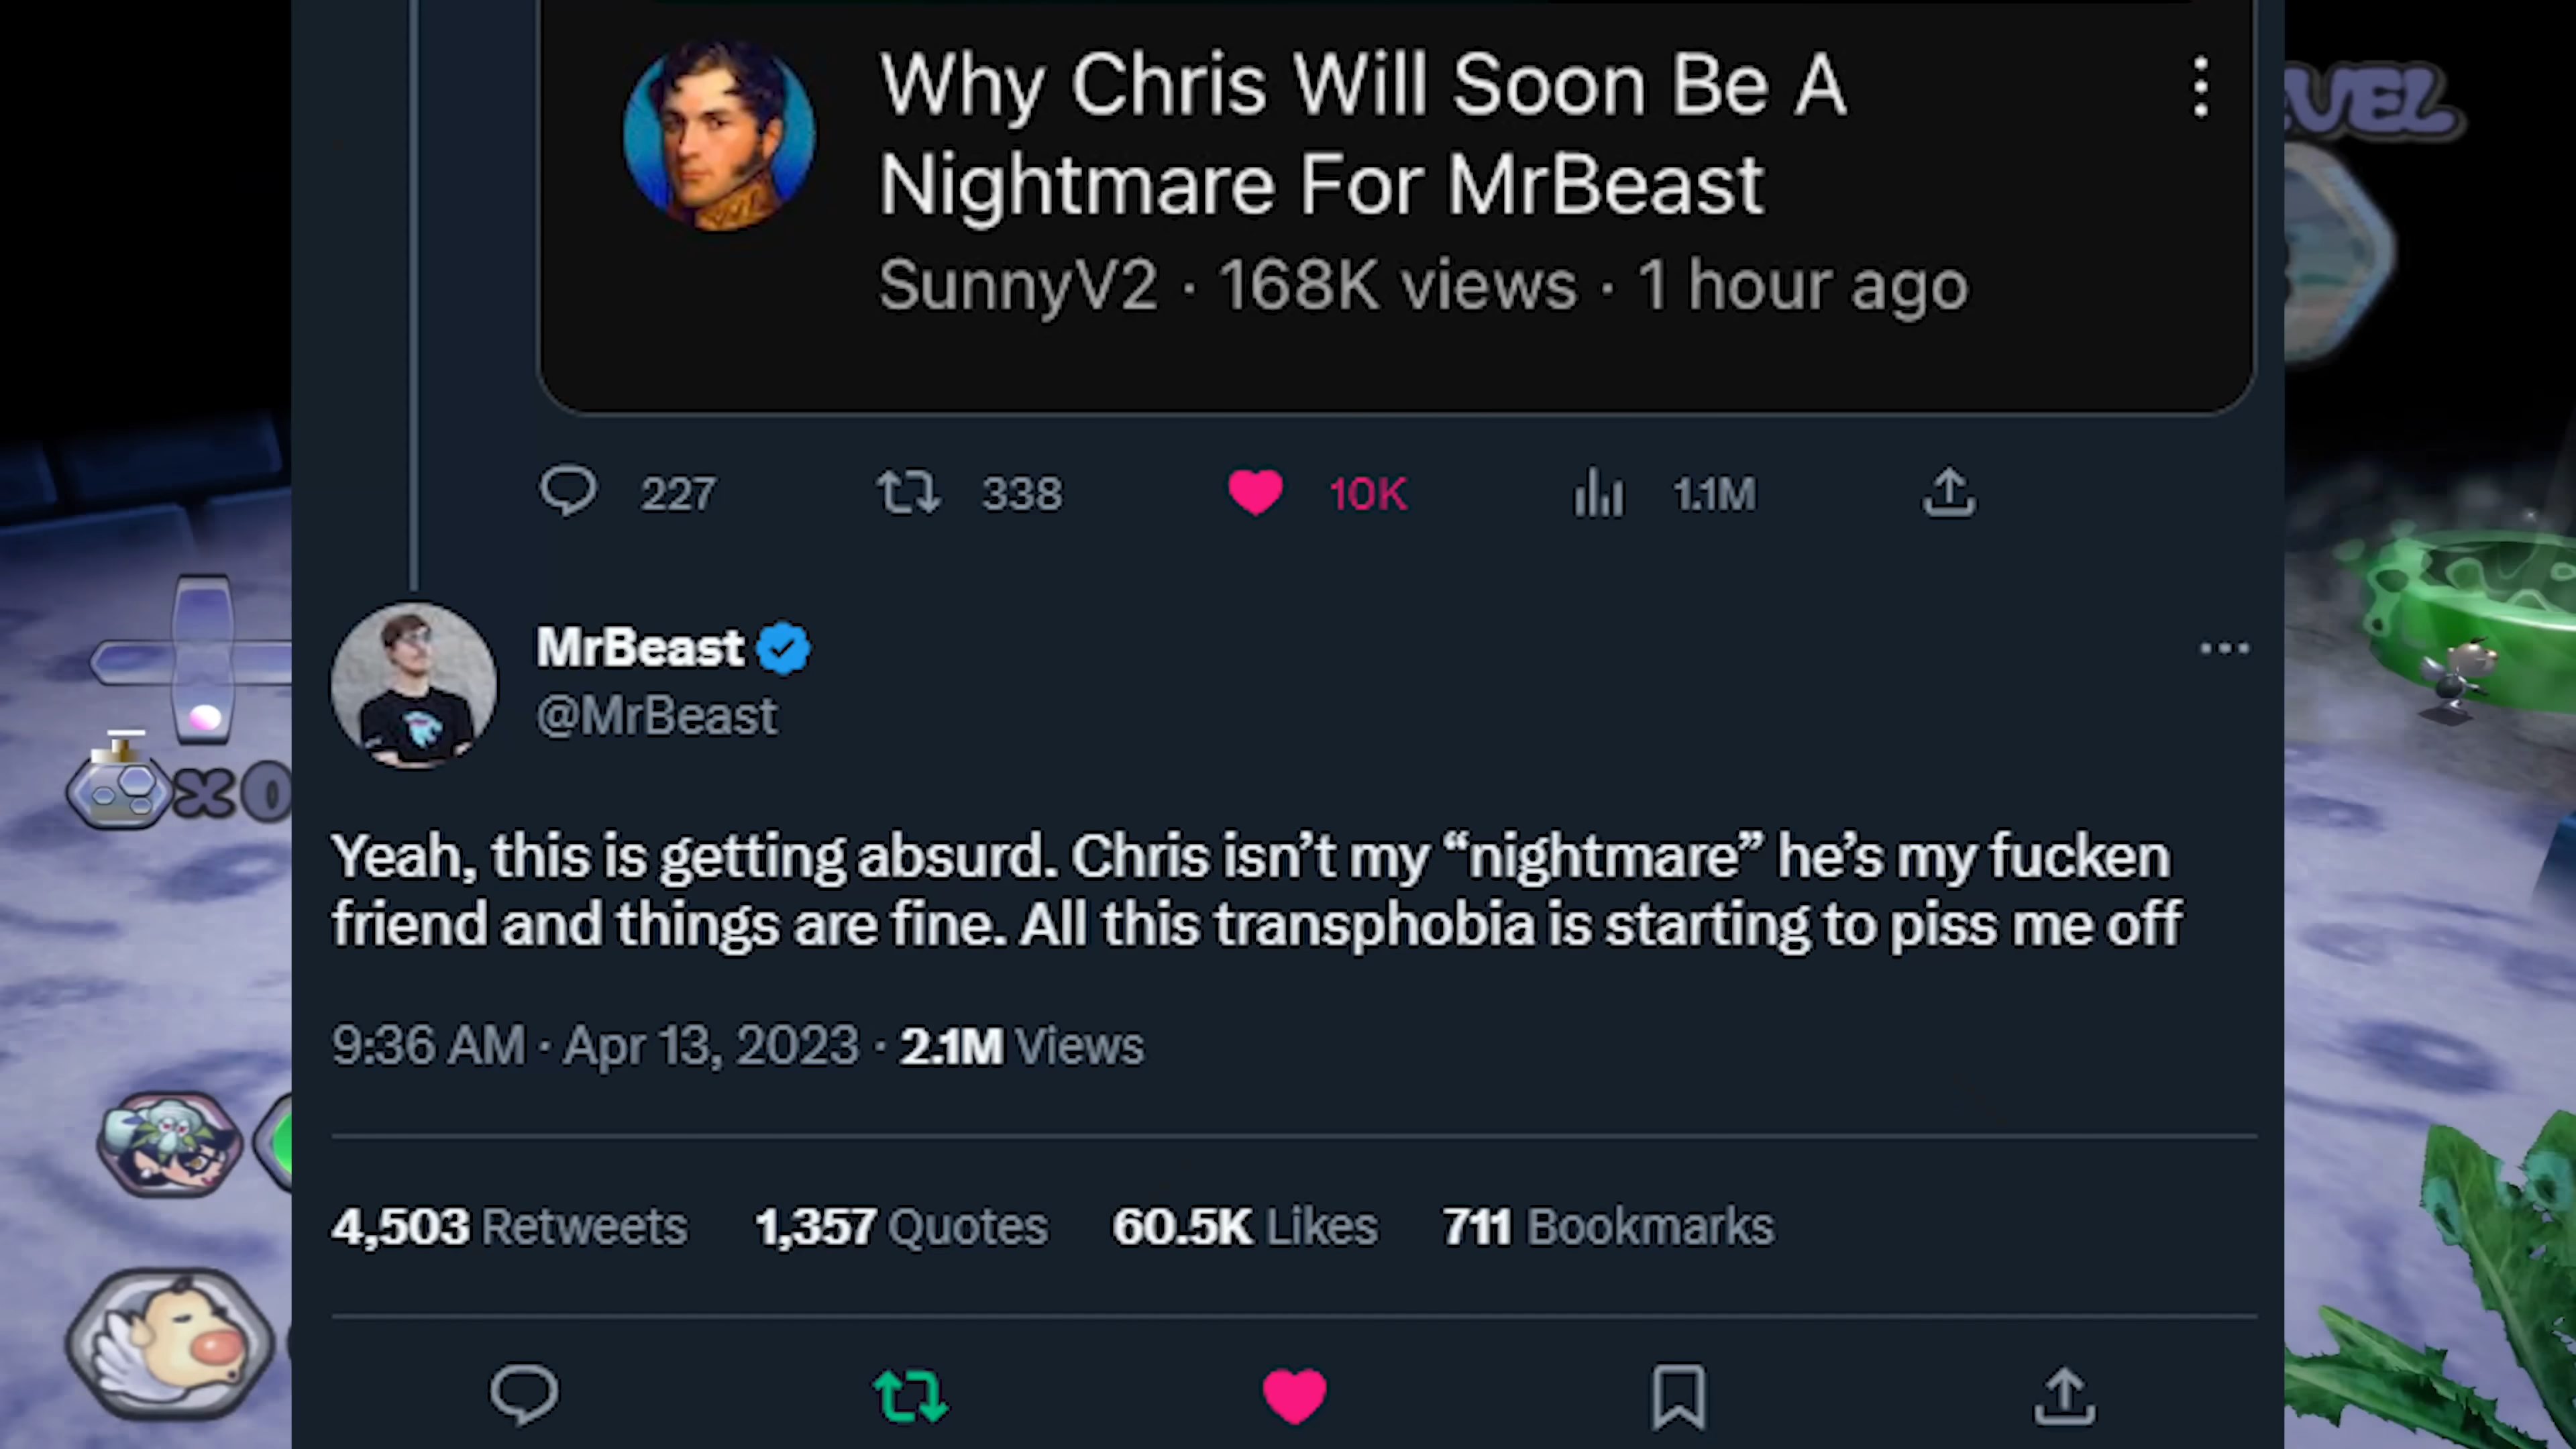 Why Chris Will Soon Be A
Nightmare For MrBeast
SunnyV2 · 168K views · 1 hour ago
227 338 10K 1.1M
MrBeast
@MrBeast
x0
Yeah, this is getting absurd. Chris isn’t my “nightmare” he’s my fucken
friend and things are fine. All this transphobia is starting to piss me off
9:36 AM · Apr 13, 2023 · 2.1M Views
4,503 Retweets 1,357 Quotes 60.5K Likes 711 Bookmarks